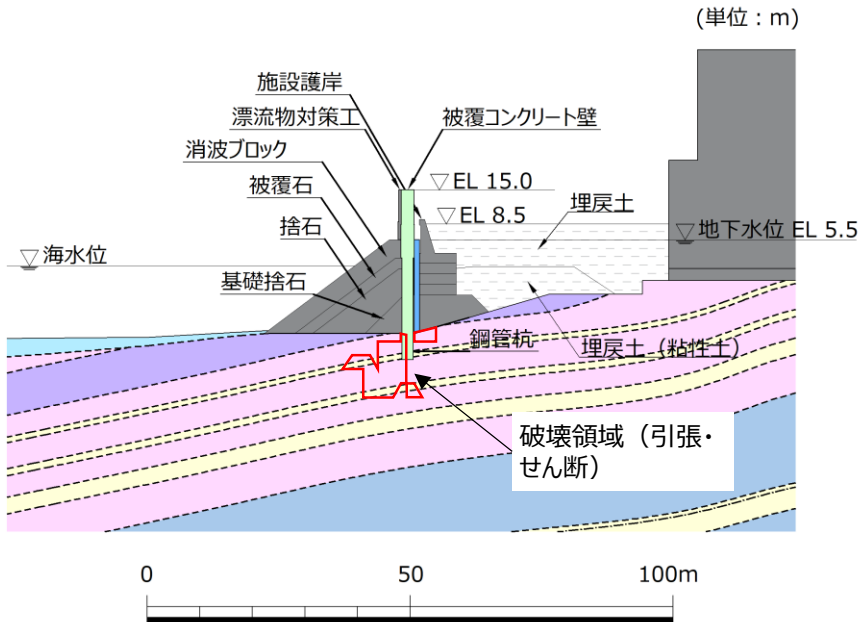 (単位：m)
施設護岸
漂流物対策工
被覆コンクリート壁
消波ブロック
被覆石
EL 15.0
捨石
EL 8.5
埋戻土
地下水位 EL 5.5
海水位
基礎捨石
鋼管杭
埋戻土（粘性土）
破壊領域（引張・
せん断）
0
50
100m